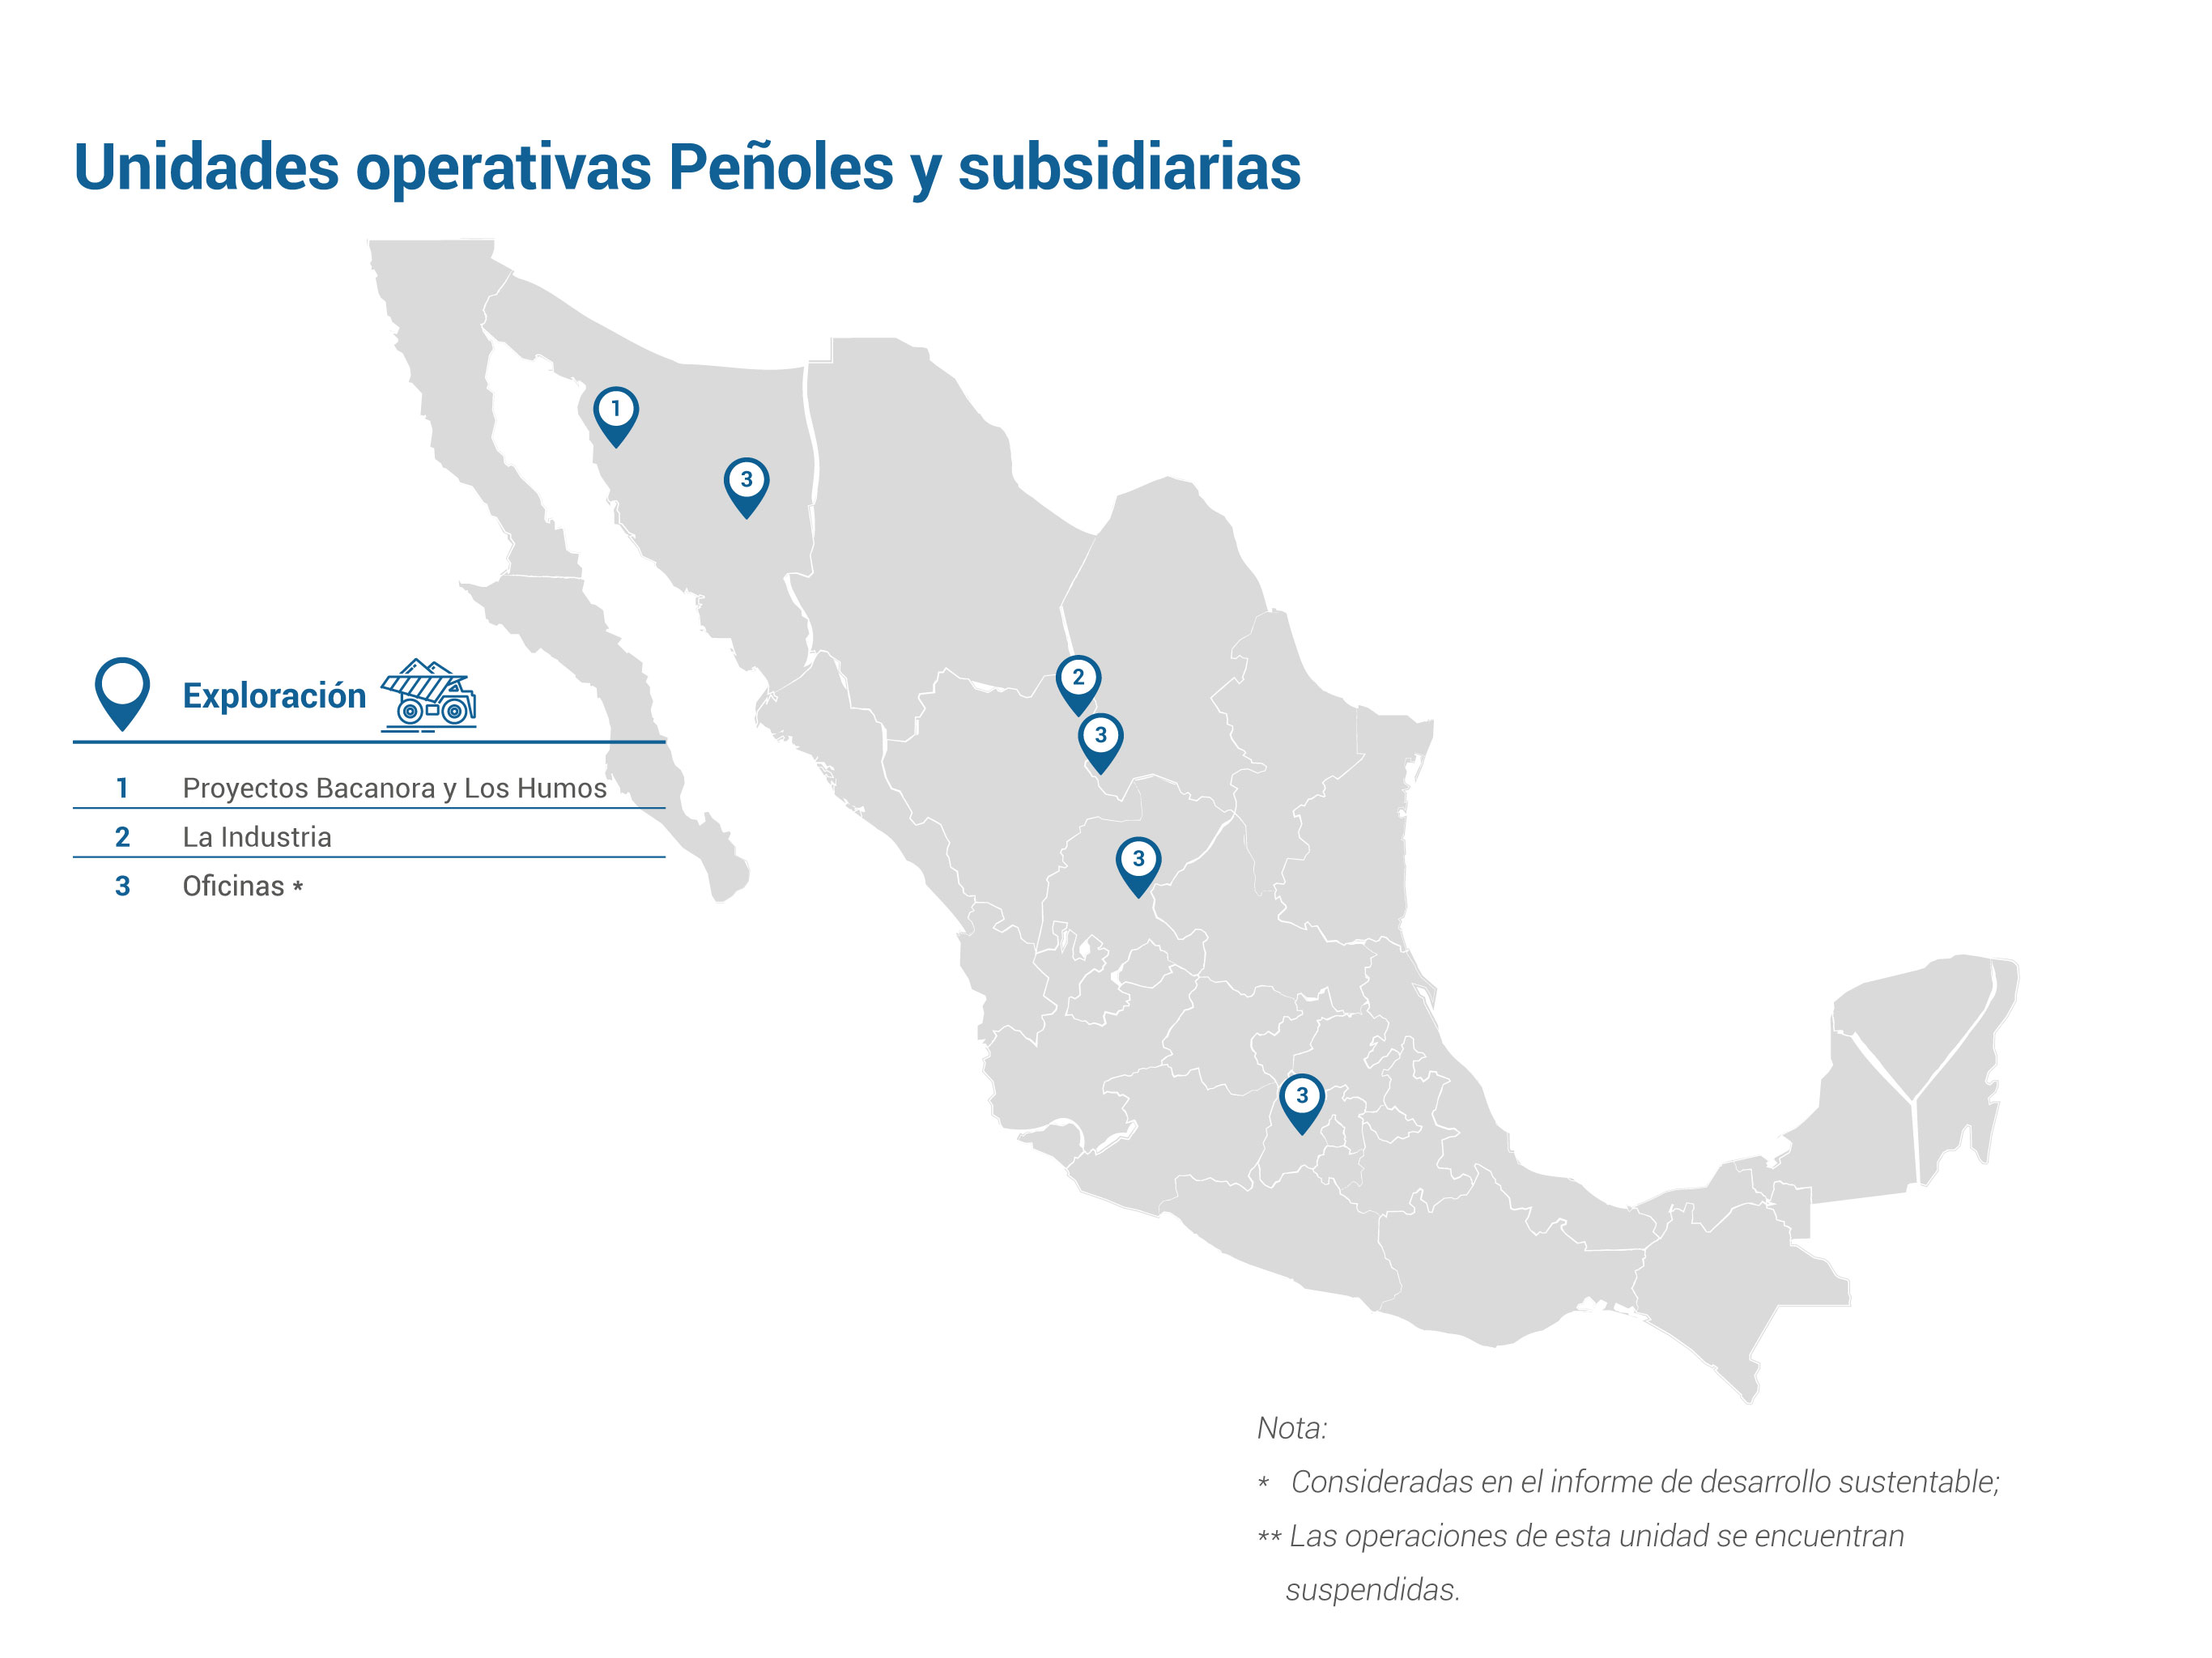 Unidades operativas Peñoles y subsidiarias
1
3
2
3
3
3
Exploración
1 Proyectos Bacanora y Los Humos
2 La Industria
3 Oficinas *
Nota:
* Consideradas en el informe de desarrollo sustentable;
** Las operaciones de esta unidad se encuentran
suspendidas.